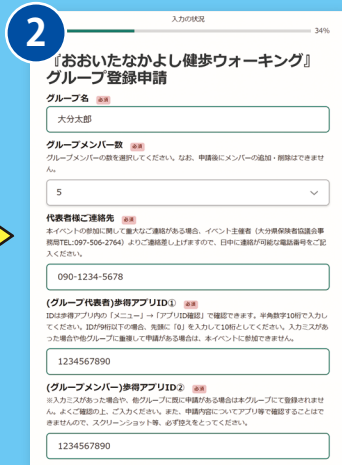 2
入力の状況
34%
『おおいたなかよし健歩ウォーキング』
グループ登録申請
グループ名 必須
大分太郎
グループメンバー数 必須
グループメンバーの数を選択してください。なお、申請後にメンバーの追加・削除はできませ
ん。
5
代表者様ご連絡先 必須
本イベントの参加に関して重大なご連絡がある場合、イベント主催者（大分県保険者協議会事
務局TEL:097-506-2764）よりご連絡差し上げますので、日中に連絡が可能な電話番号をご記
入ください。
090-1234-5678
(グループ代表者)歩得アプリID① 必須
IDは歩得アプリ内の「メニュー」→「アプリID確認」で確認できます。半角数字10桁で入力し
てください。IDが9桁以下の場合、先頭に「0」を入力して10桁としてください。入力ミスがあ
った場合や他グループに重複して申請がある場合は、本イベントに参加できません。
1234567890
(グループメンバー)歩得アプリID② 必須
※入力ミスがあった場合や、他グループに既に申請がある場合は本グループにて登録されませ
ん。よくご確認の上、ご入力ください。また、申請内容についてアプリ等で確認することはで
きませんので、スクリーンショット等、必ず控えをとってください。
1234567890